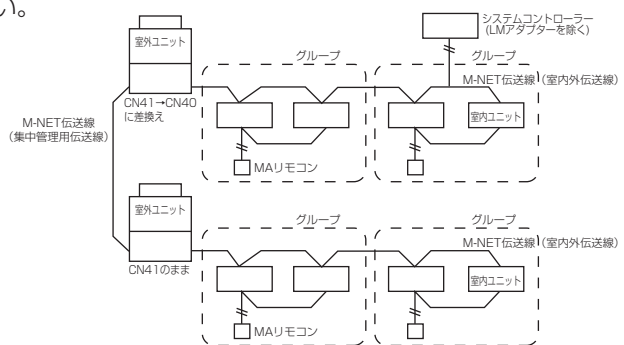 い。
システムコントローラー
(LMアダプターを除く)
室外ユニット
グループ
グループ
M-NET伝送線（室内外伝送線）
CN41→CN40
に差換え
M-NET伝送線
（集中管理用伝送線）
室内ユニット
MAリモコン
室外ユニット
グループ
グループ
M-NET伝送線（室内外伝送線）
CN41のまま
室内ユニット
MAリモコン